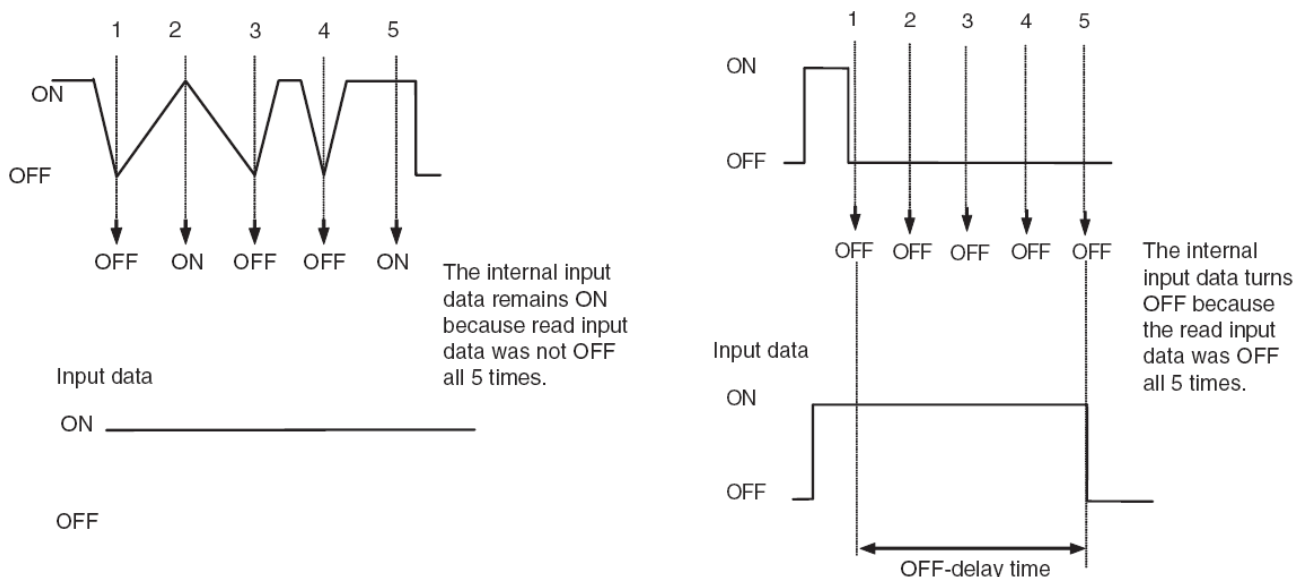 1 2 3 4 5
ON
OFF
OFF ON OFF OFF ON
The internal input
data remains ON
because read input
data was not OFF
all 5 times.
Input data
ON
OFF
1 2 3 4 5
ON
OFF
OFF OFF OFF OFF OFF
The internal
input data turns
OFF because
the read input
data was OFF
all 5 times.
Input data
ON
OFF
OFF-delay time